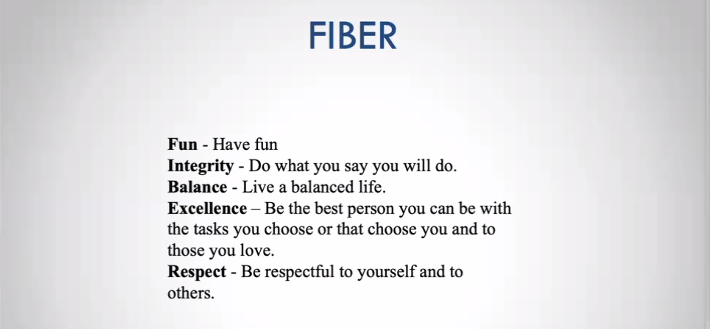 FIBER
Fun - Have fun
Integrity - Do what you say you will do.
Balance - Live a balanced life.
Excellence – Be the best person you can be with
the tasks you choose or that choose you and to
those you love.
Respect - Be respectful to yourself and to
others.